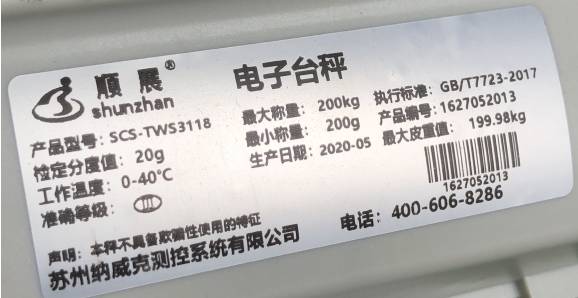 顺展®
shunzhan
电子台秤
产品型号: SCS-TWS3118
检定分度值: 20g
工作温度: 0-40℃
准确等级: III
最大称量: 200kg
最小称量: 200g
生产日期: 2020-05
执行标准: GB/T7723-2017
产品编号: 1627052013
最大皮重值: 199.98kg
1627052013
声明: 本秤不具备欺骗性使用的特征
苏州纳威克测控系统有限公司
电话: 400-606-8286